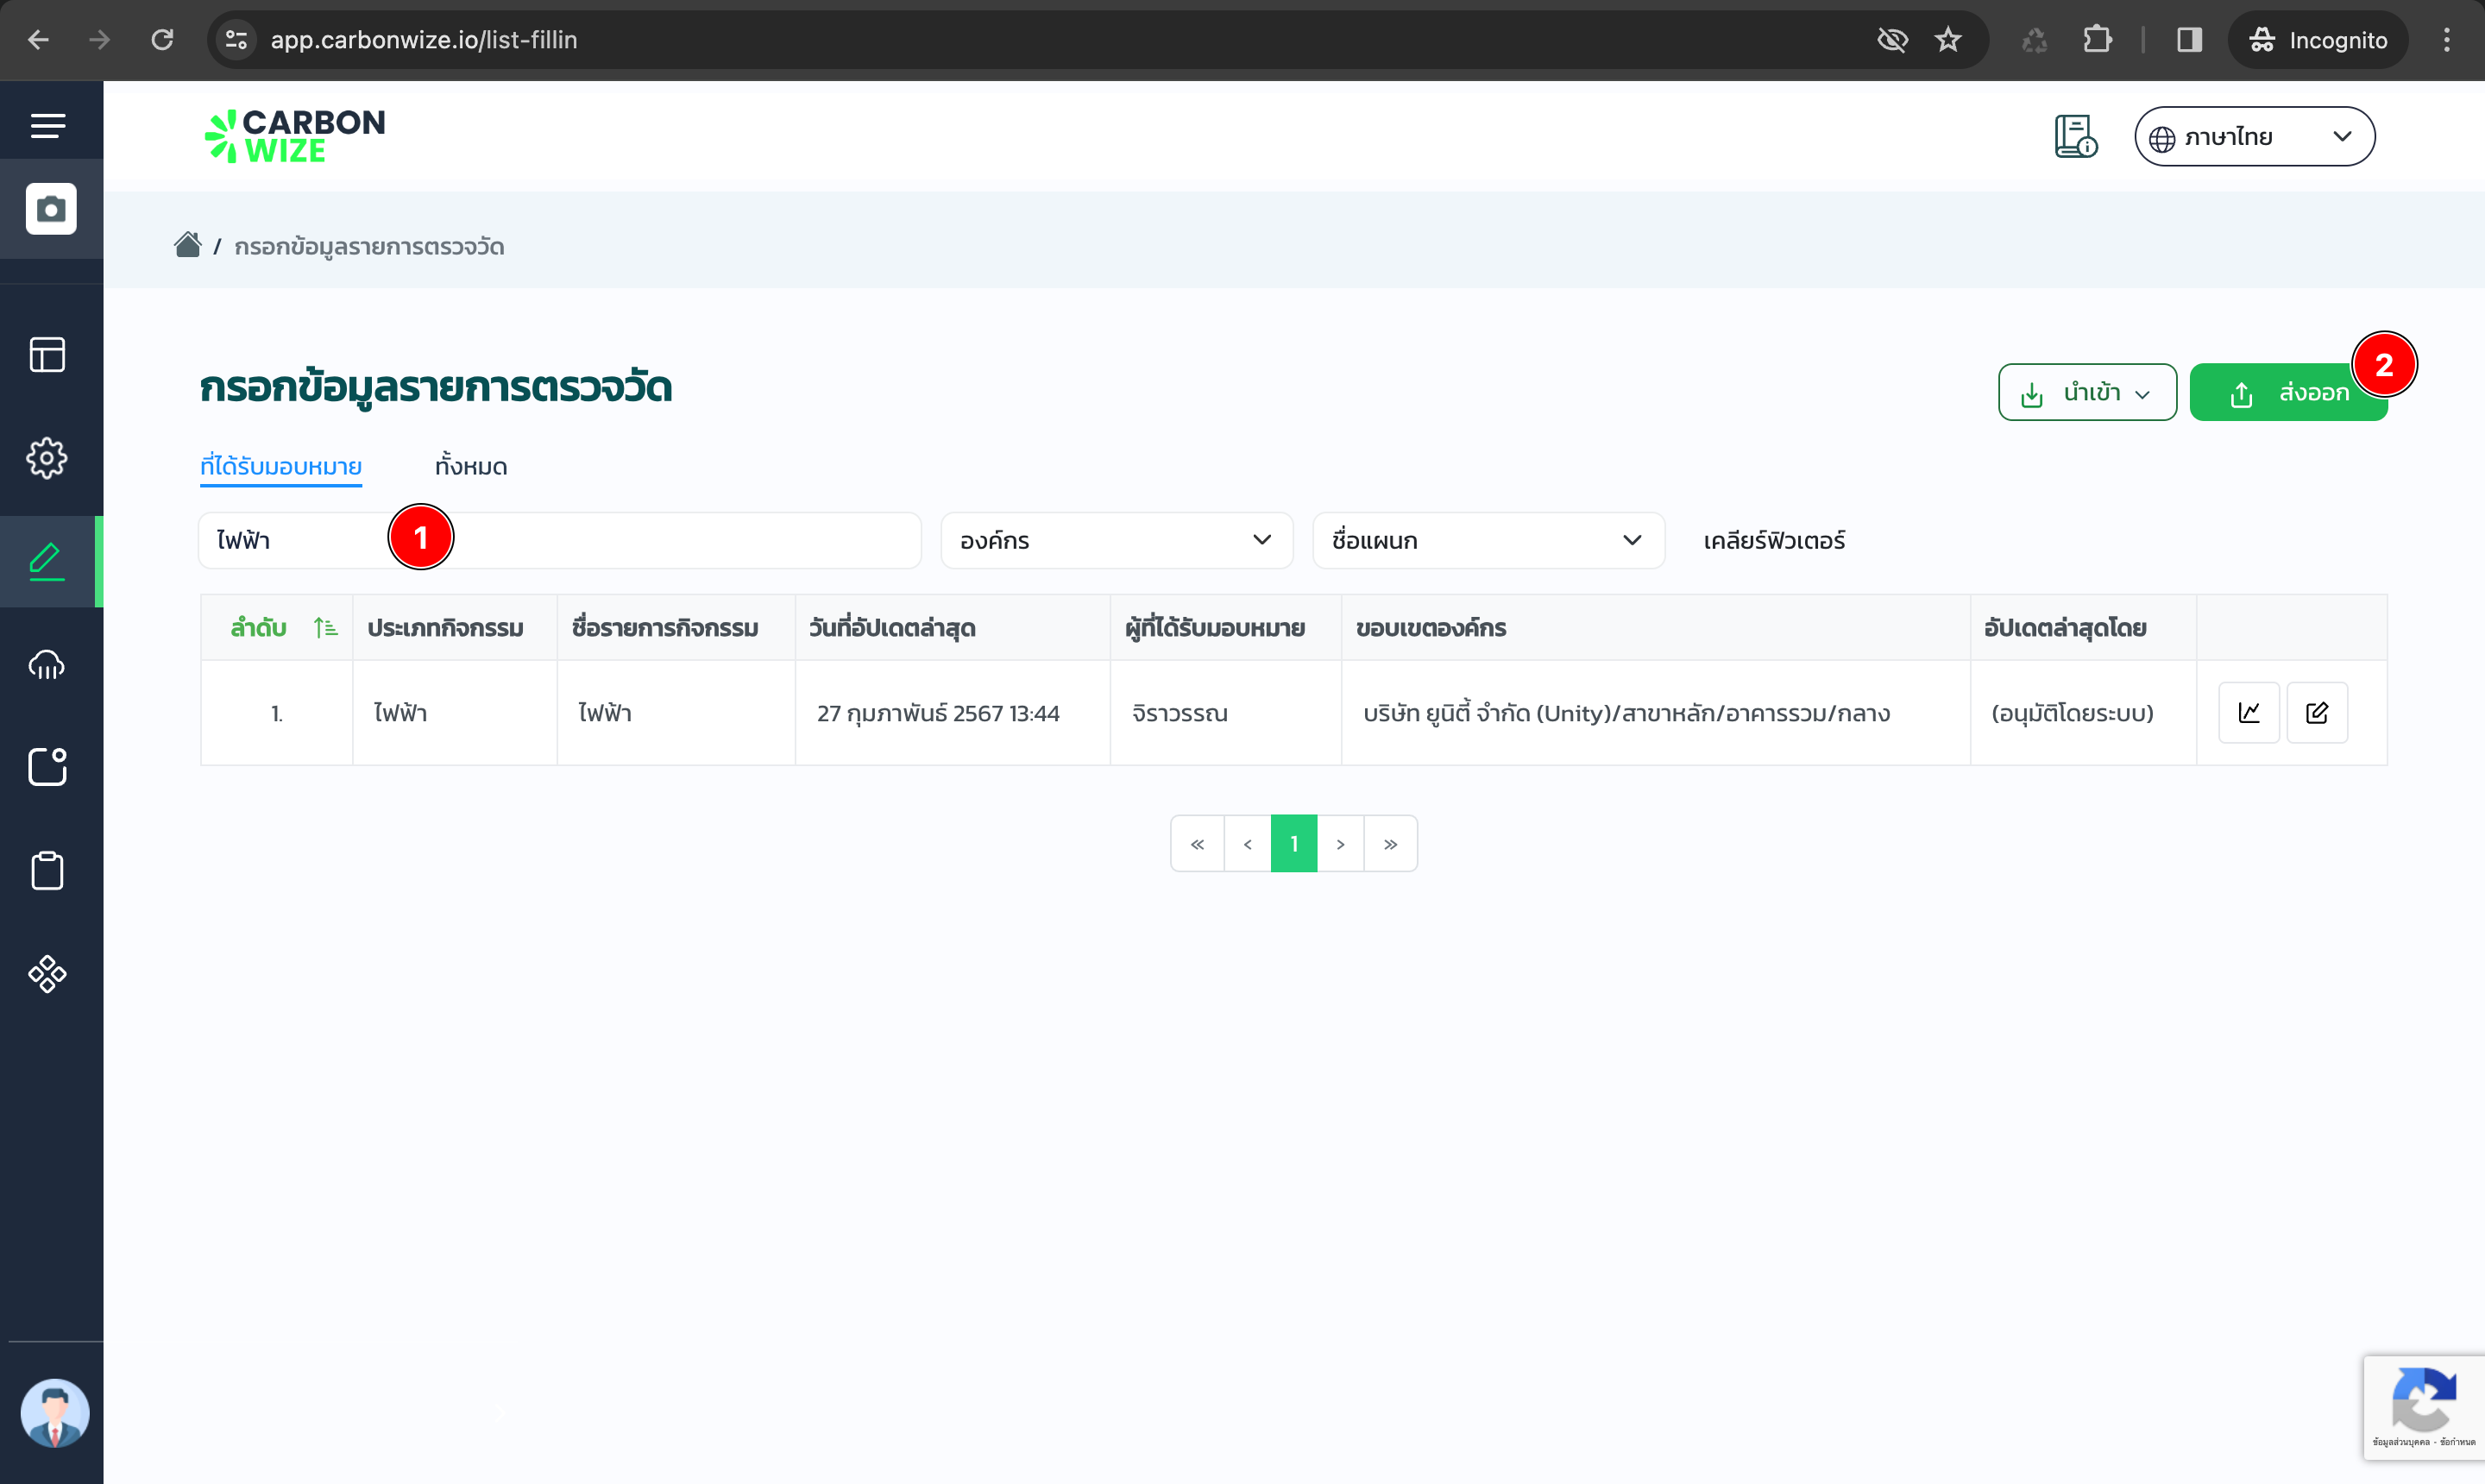 app.carbonwize.io/list-fillin
Incognito
CARBON
WIZE
ภาษาไทย
/ กรอกข้อมูลรายการตรวจวัด
กรอกข้อมูลรายการตรวจวัด
นำเข้า
ส่งออก
2
ที่ได้รับมอบหมาย
ทั้งหมด
ไฟฟ้า
1
องค์กร
ชื่อแผนก
เคลียร์ฟิวเตอร์
ลำดับ ประเภทกิจกรรม ชื่อรายการกิจกรรม วันที่อัปเดตล่าสุด ผู้ที่ได้รับมอบหมาย ขอบเขตองค์กร อัปเดตล่าสุดโดย
1. ไฟฟ้า ไฟฟ้า 27 กุมภาพันธ์ 2567 13:44 จิราวรรณ บริษัท ยูนิตี้ จำกัด (Unity)/สาขาหลัก/อาคารรวม/กลาง (อนุมัติโดยระบบ)
« < 1 > »
ข้อมูลส่วนบุคคล - ข้อกำหนด